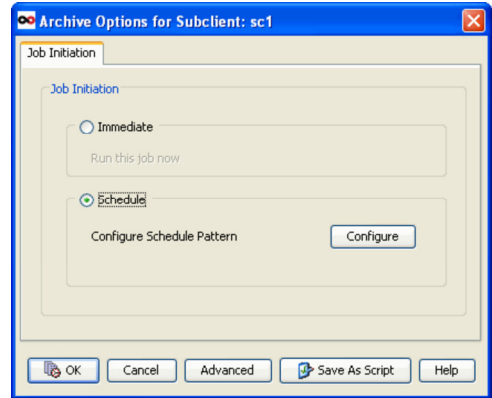 Archive Options for Subclient: sc1
Job Initiation
Job Initiation
Immediate
Run this job now
Schedule
Configure Schedule Pattern
Configure
OK
Cancel
Advanced
Save As Script
Help